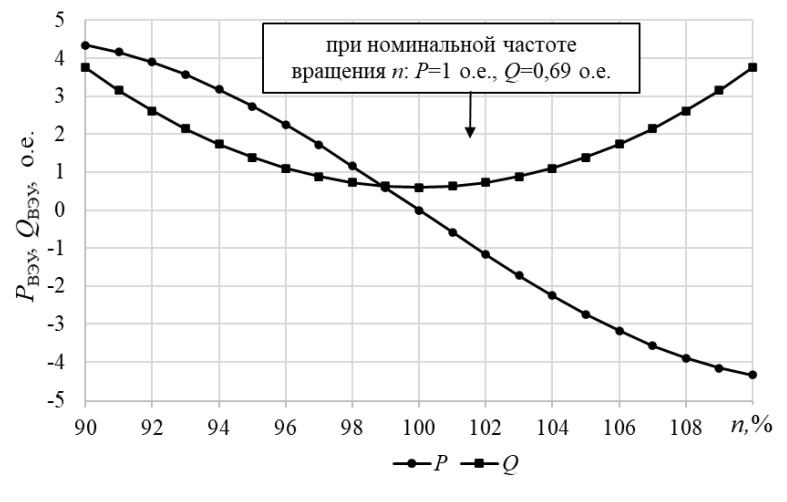 5
4
3
2
1
0
-1
-2
-3
-4
-5
PВЭУ, QВЭУ, о.е.
при номинальной частоте
вращения n: P=1 о.е., Q=0,69 о.е.
90 92 94 96 98 100 102 104 106 108 n,%
P Q